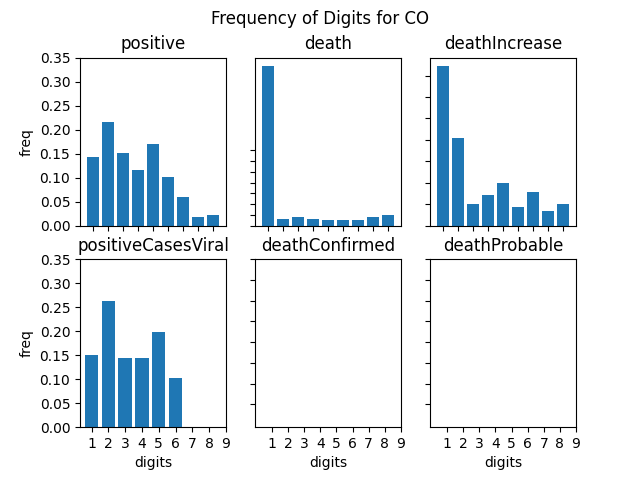 Frequency of Digits for CO
positive death deathIncrease
0.35
0.30
0.25
0.20
0.15
0.10
0.05
0.00
freq
positiveCasesViral deathConfirmed deathProbable
0.35
0.30
0.25
0.20
0.15
0.10
0.05
0.00
freq
1 2 3 4 5 6 7 8 9 1 2 3 4 5 6 7 8 9 1 2 3 4 5 6 7 8 9
digits digits digits